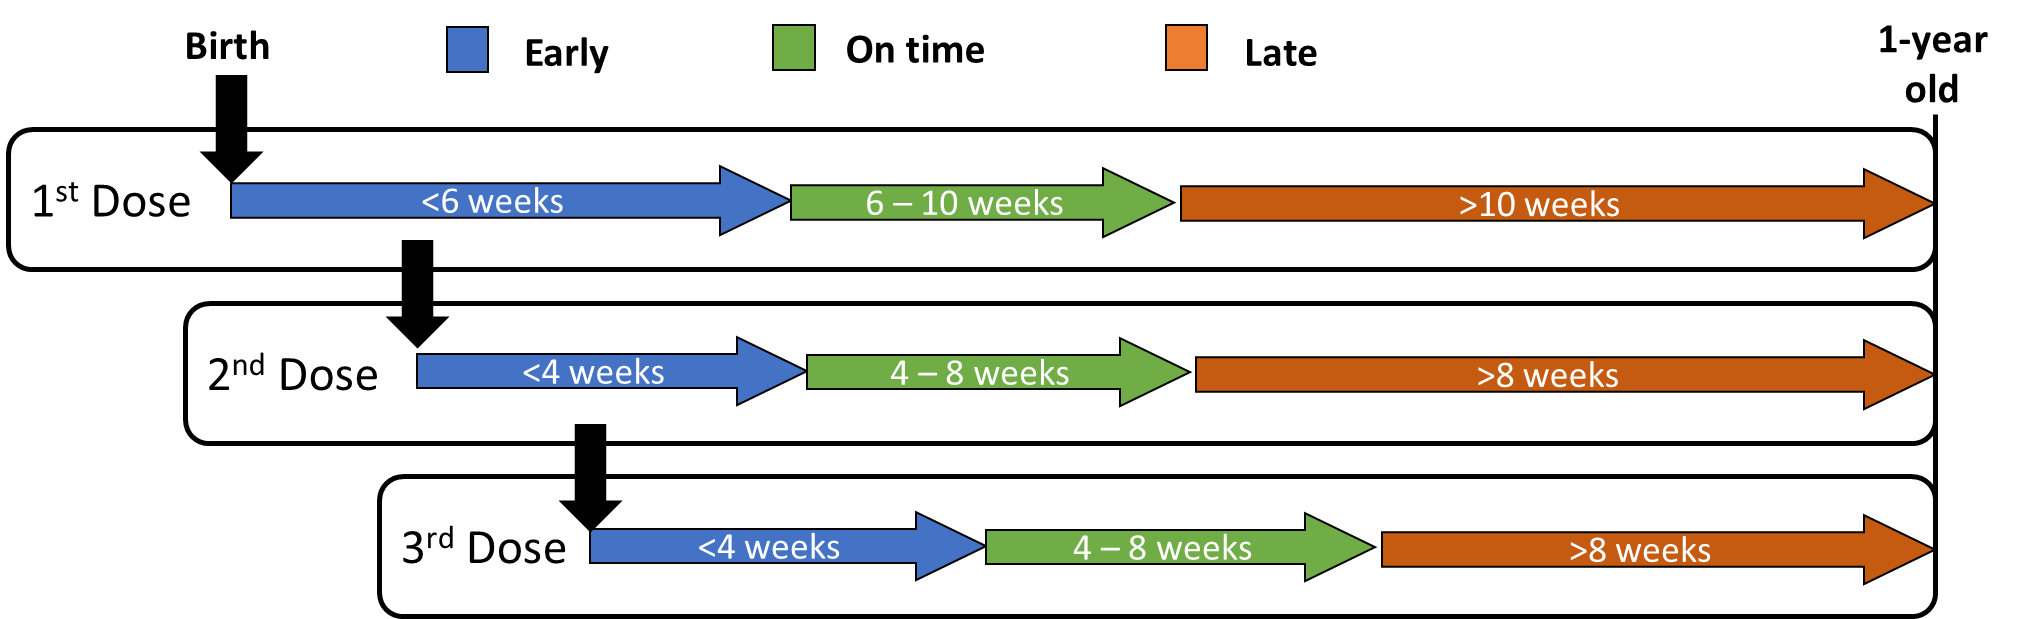 Birth
Early
On time
Late
1-year
old
1st Dose
<6 weeks
6 – 10 weeks
>10 weeks
2nd Dose
<4 weeks
4 – 8 weeks
>8 weeks
3rd Dose
<4 weeks
4 – 8 weeks
>8 weeks